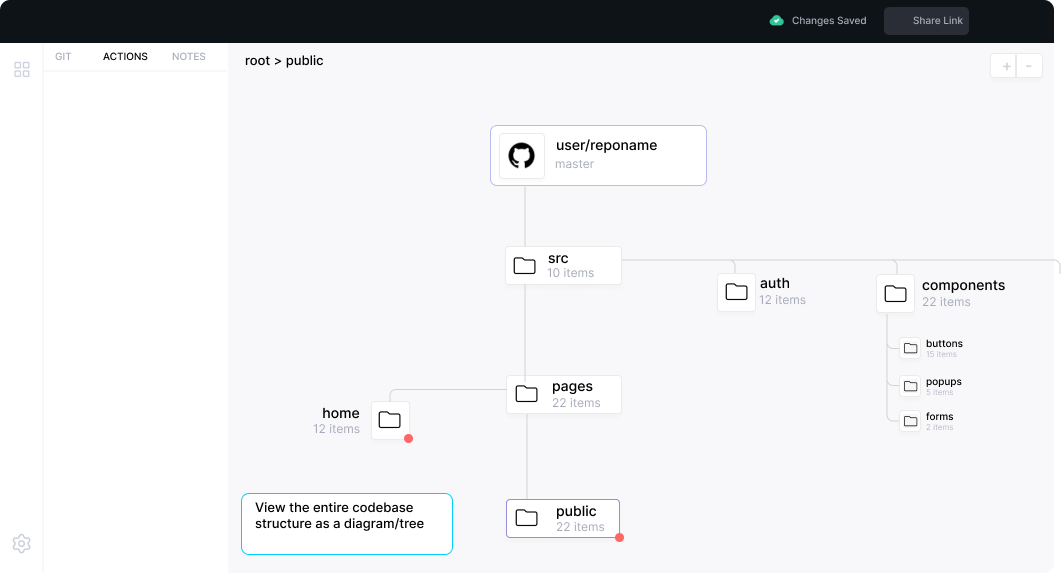 Changes Saved
Share Link
GIT
ACTIONS
NOTES
root > public
+
-
user/reponame
master
src
10 items
auth
12 items
components
22 items
buttons
15 items
popups
5 items
forms
2 items
pages
22 items
home
12 items
View the entire codebase
structure as a diagram/tree
public
22 items